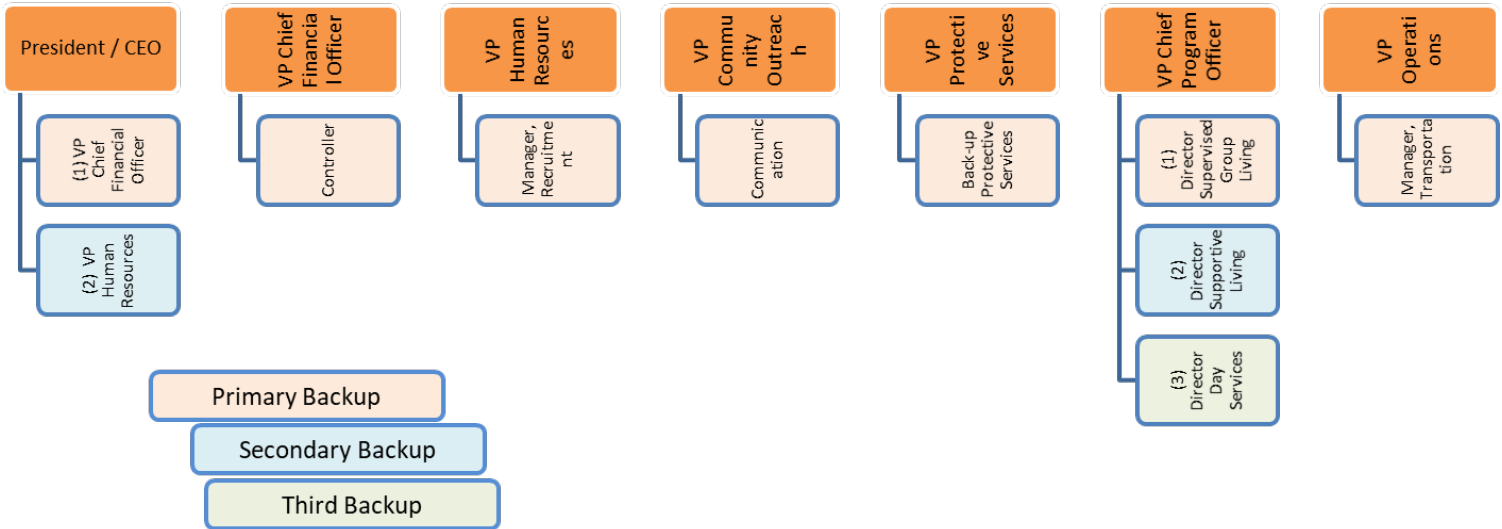 President / CEO
(1) VP
Chief
Financial
Officer
(2) VP
Human
Resources
VP Chief
Financia
l Officer
Controller
VP
Human
Resourc
es
Manager,
Recruitme
nt
VP
Commu
nity
Outreac
h
Communic
ation
VP
Protecti
ve
Services
Back-up
Protective
Services
VP Chief
Program
Officer
(1)
Director
Supervised
Group
Living
(2)
Director
Supportive
Living
(3)
Director
Day
Services
VP
Operati
ons
Manager,
Transporta
tion
Primary Backup
Secondary Backup
Third Backup